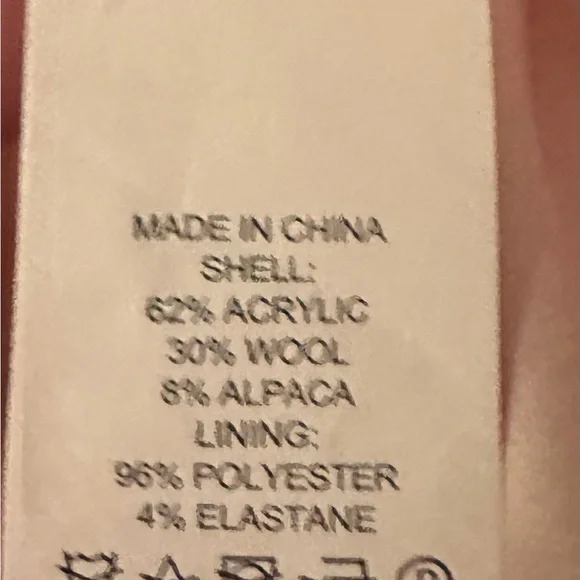 MADE IN CHINA
SHELL:
62% ACRYLIC
30% WOOL
8% ALPACA
LINING:
96% POLYESTER
4% ELASTANE
P